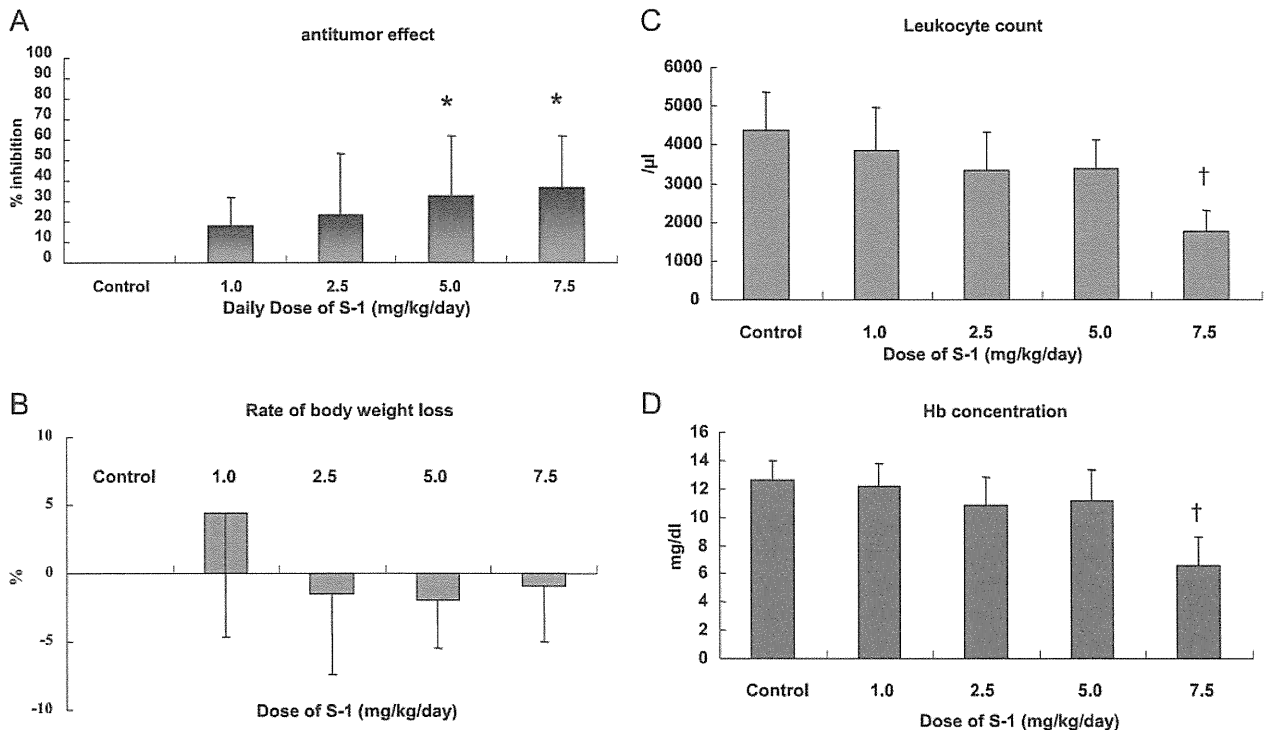 A
antitumor effect
100
90
80
70
60
50
40
30
20
10
0
% inhibition
*
*
Control 1.0 2.5 5.0 7.5
Daily Dose of S-1 (mg/kg/day)
B
Rate of body weight loss
10
5
0
-5
-10
%
Control 1.0 2.5 5.0 7.5
Dose of S-1 (mg/kg/day)
C
Leukocyte count
6000
5000
4000
3000
2000
1000
0
/µl
†
Control 1.0 2.5 5.0 7.5
Dose of S-1 (mg/kg/day)
D
Hb concentration
16
14
12
10
8
6
4
2
0
mg/dl
†
Control 1.0 2.5 5.0 7.5
Dose of S-1 (mg/kg/day)